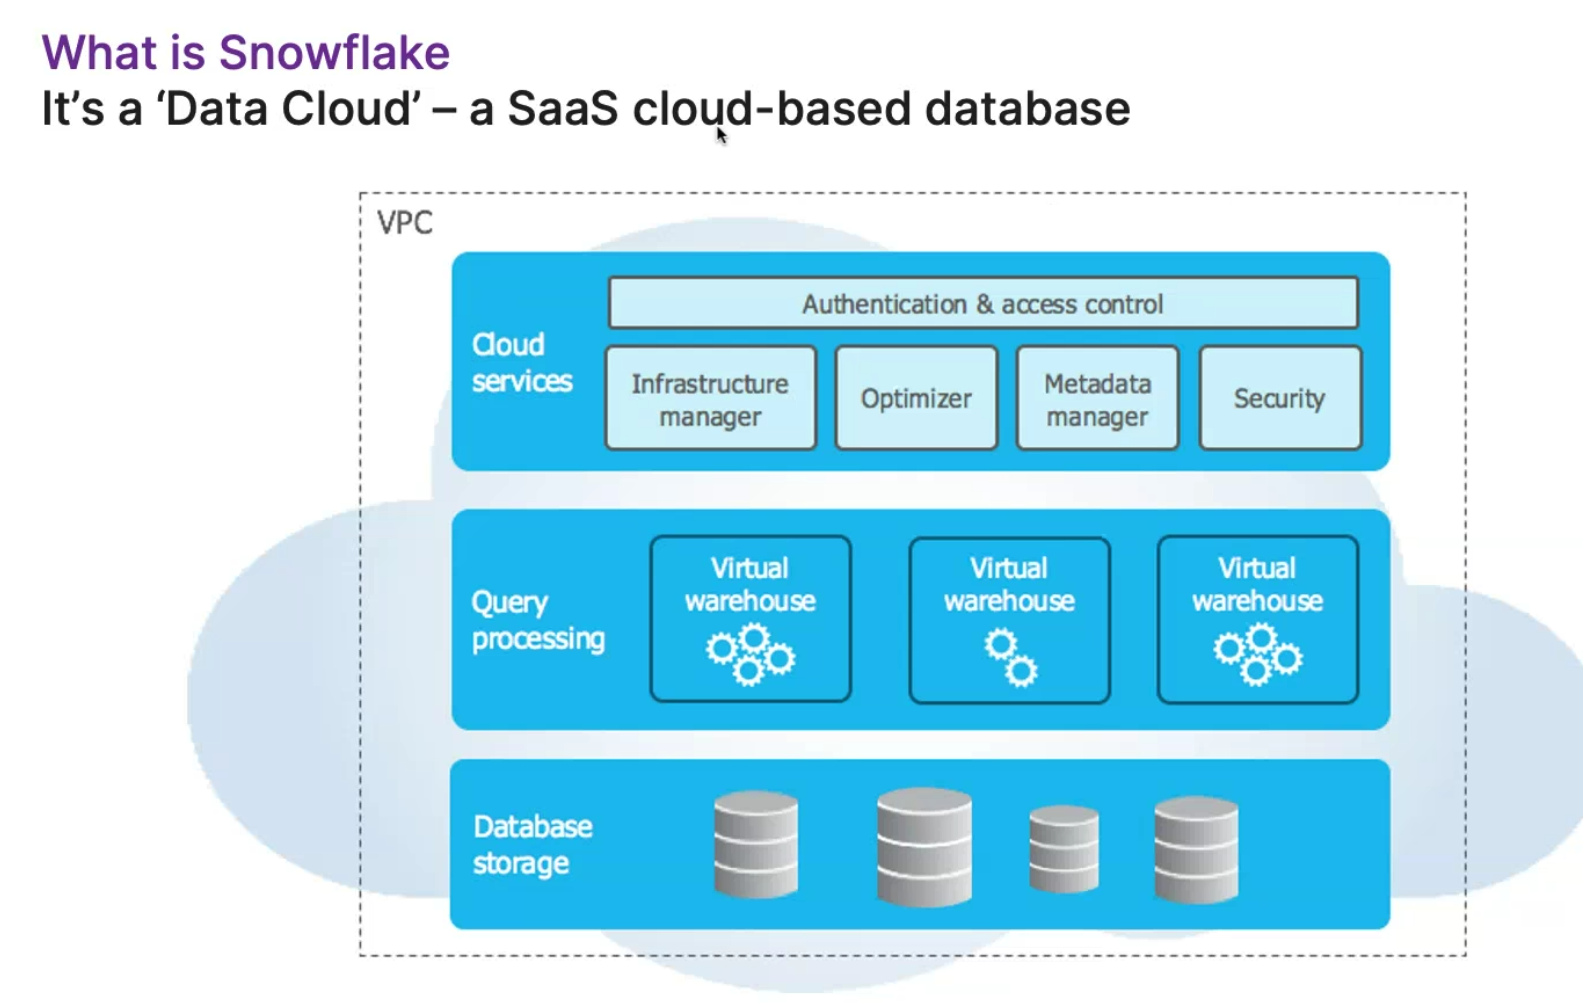 What is Snowflake
It's a ‘Data Cloud’ – a SaaS cloud-based database
VPC
Cloud
services
Authentication & access control
Infrastructure
manager
Optimizer
Metadata
manager
Security
Query
processing
Virtual
warehouse
Virtual
warehouse
Virtual
warehouse
Database
storage